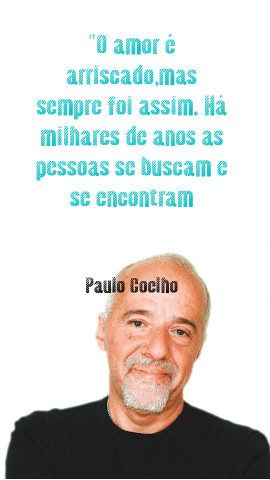 "O amor é
arriscado,mas
sempre foi assim. Há
milhares de anos as
pessoas se buscam e
se encontram
Paulo Coelho